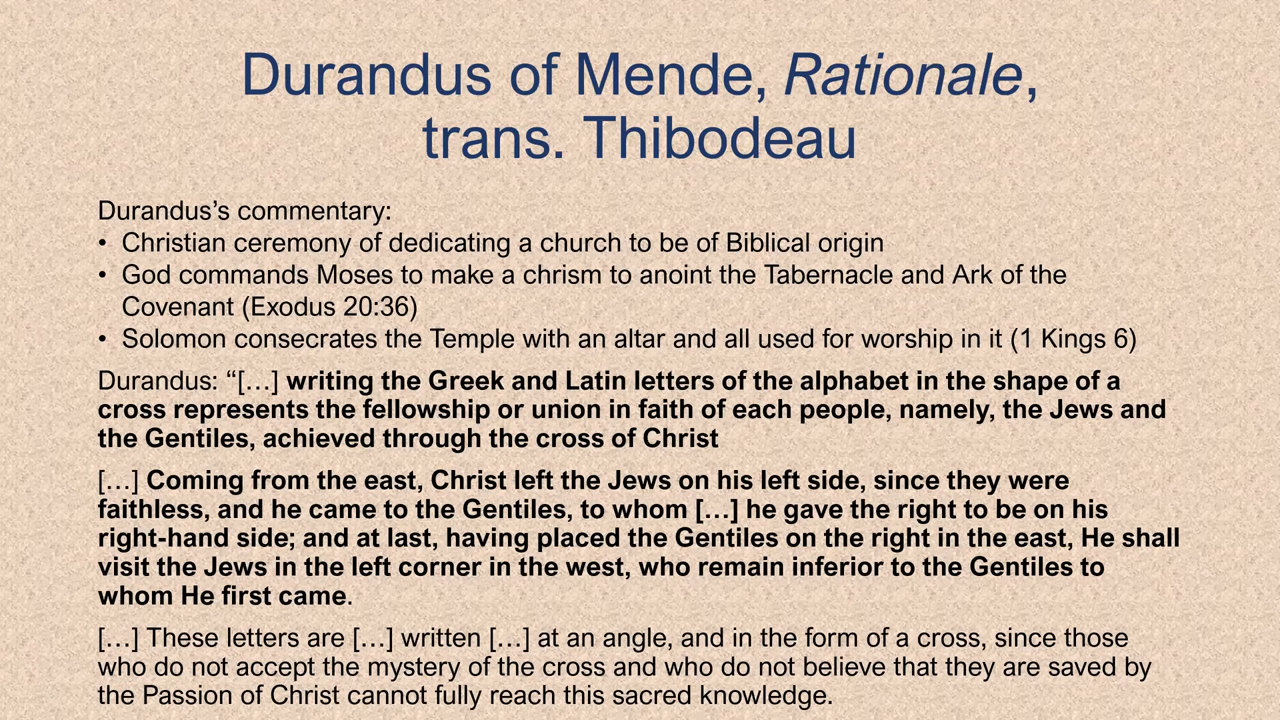 Durandus of Mende, Rationale,
trans. Thibodeau
Durandus’s commentary:
• Christian ceremony of dedicating a church to be of Biblical origin
• God commands Moses to make a chrism to anoint the Tabernacle and Ark of the
Covenant (Exodus 20:36)
• Solomon consecrates the Temple with an altar and all used for worship in it (1 Kings 6)
Durandus: “[…] writing the Greek and Latin letters of the alphabet in the shape of a
cross represents the fellowship or union in faith of each people, namely, the Jews and
the Gentiles, achieved through the cross of Christ
[…] Coming from the east, Christ left the Jews on his left side, since they were
faithless, and he came to the Gentiles, to whom […] he gave the right to be on his
right-hand side; and at last, having placed the Gentiles on the right in the east, He shall
visit the Jews in the left corner in the west, who remain inferior to the Gentiles to
whom He first came.
[…] These letters are […] written […] at an angle, and in the form of a cross, since those
who do not accept the mystery of the cross and who do not believe that they are saved by
the Passion of Christ cannot fully reach this sacred knowledge.